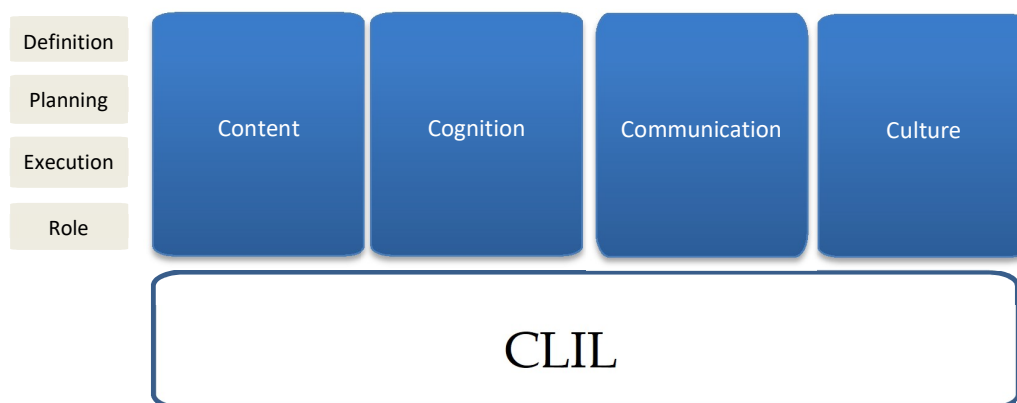 Definition
Planning
Execution
Role
Content
Cognition
Communication
Culture
CLIL